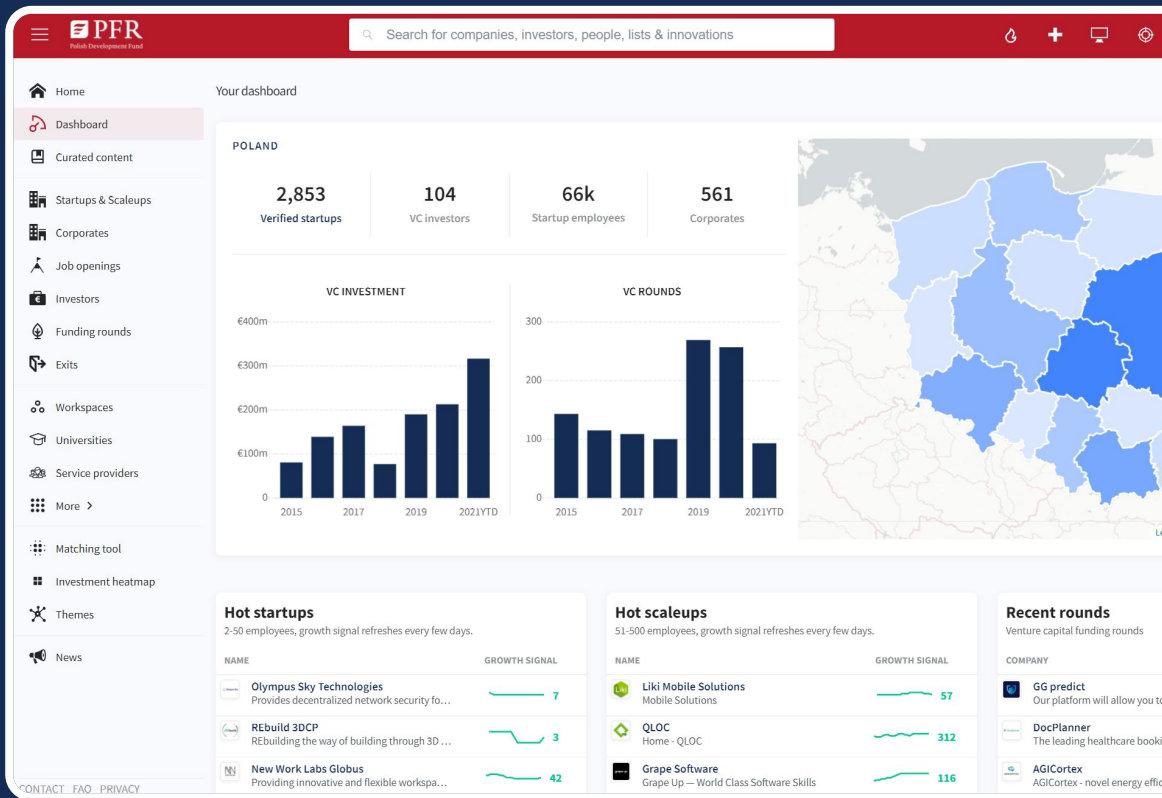 PFR
Polish Development Fund
Search for companies, investors, people, lists & innovations
Home
Dashboard
Curated content
Startups & Scaleups
Corporates
Job openings
Investors
Funding rounds
Exits
Workspaces
Universities
Service providers
More
Matching tool
Investment heatmap
Themes
News
CONTACT FAQ PRIVACY
Your dashboard
POLAND
2,853
Verified startups
104
VC investors
66k
Startup employees
561
Corporates
VC INVESTMENT
€400m
€300m
€200m
€100m
0
2015 2017 2019 2021YTD
VC ROUNDS
300
200
100
0
2015 2017 2019 2021YTD
Le
Hot startups
2-50 employees, growth signal refreshes every few days.
NAME GROWTH SIGNAL
Olympus Sky Technologies
Provides decentralized network security fo...
7
REbuild 3DCP
REbuilding the way of building through 3D ...
3
New Work Labs Globus
Providing innovative and flexible workspa...
42
Hot scaleups
51-500 employees, growth signal refreshes every few days.
NAME GROWTH SIGNAL
Liki
Liki Mobile Solutions
Mobile Solutions
57
QLOC
Home - QLOC
312
Grape Software
Grape Up — World Class Software Skills
116
Recent rounds
Venture capital funding rounds
COMPANY
GG predict
Our platform will allow you to
DocPlanner
The leading healthcare booki
AGICortex
AGICortex - novel energy effic